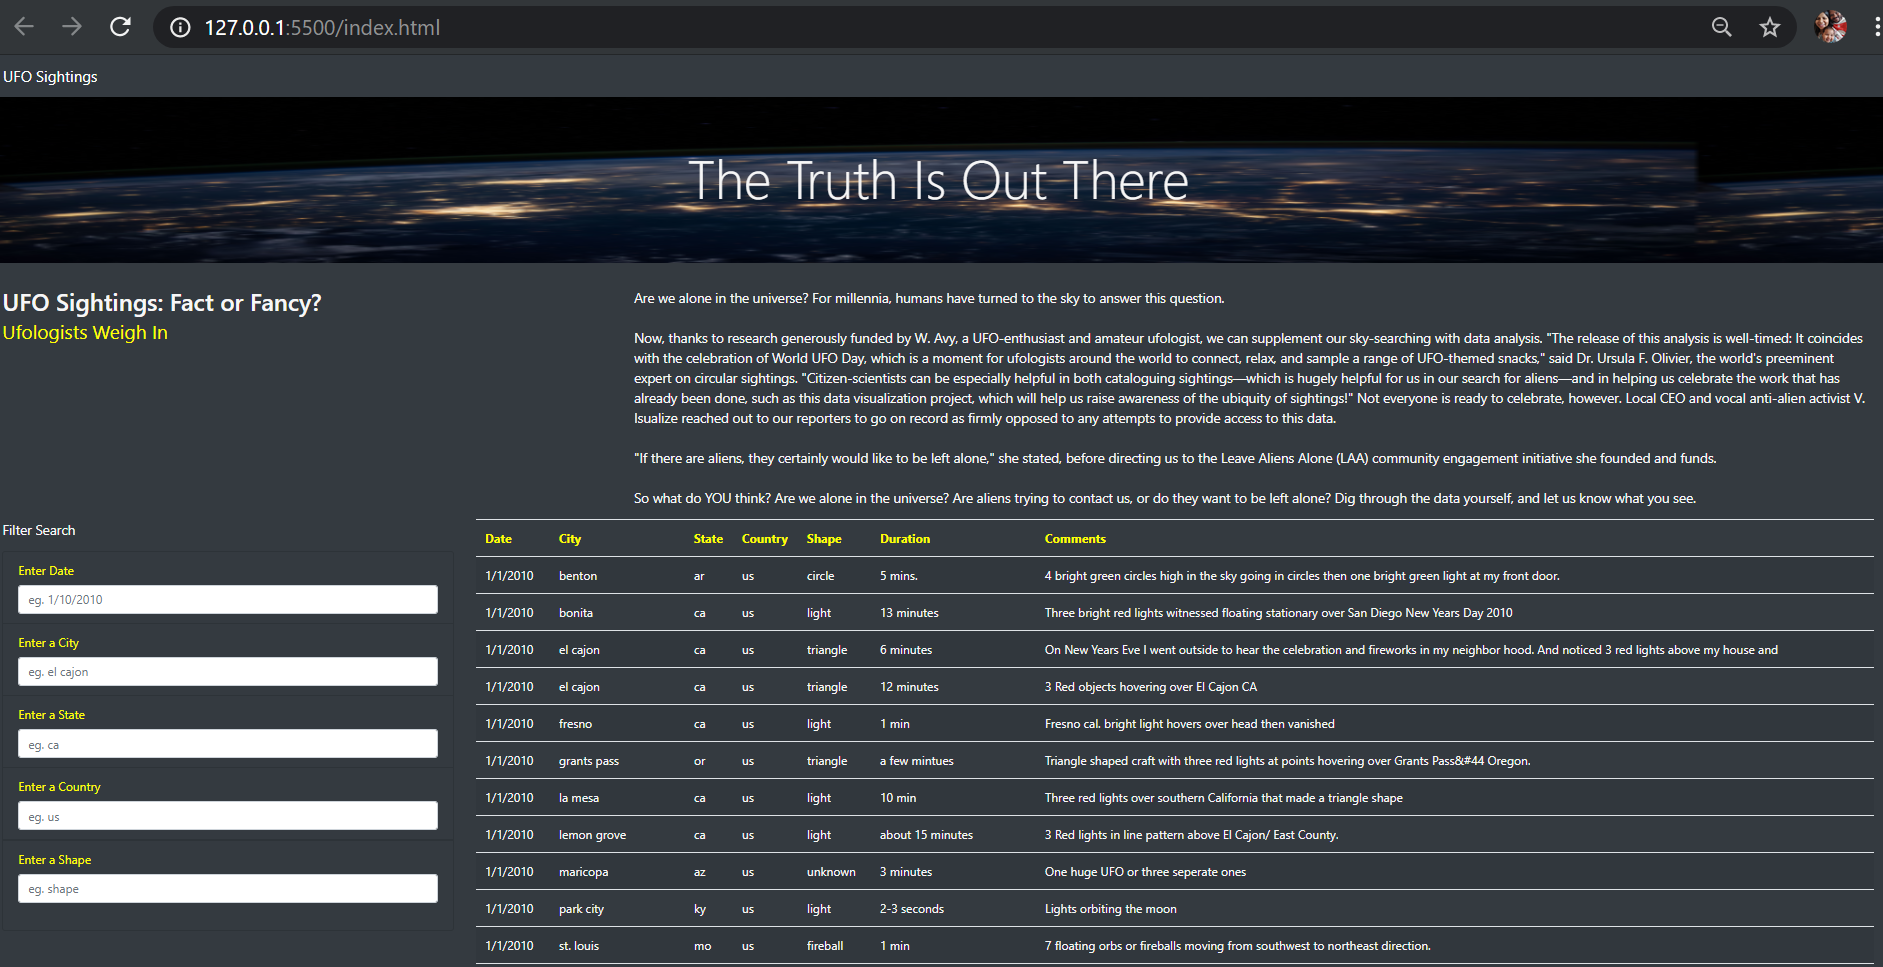 127.0.0.1:5500/index.html
UFO Sightings
The Truth Is Out There
UFO Sightings: Fact or Fancy?
Ufologists Weigh In
Are we alone in the universe? For millennia, humans have turned to the sky to answer this question.
Now, thanks to research generously funded by W. Avy, a UFO-enthusiast and amateur ufologist, we can supplement our sky-searching with data analysis. "The release of this analysis is well-timed: It coincides
with the celebration of World UFO Day, which is a moment for ufologists around the world to connect, relax, and sample a range of UFO-themed snacks," said Dr. Ursula F. Olivier, the world's preeminent
expert on circular sightings. "Citizen-scientists can be especially helpful in both cataloguing sightings—which is hugely helpful for us in our search for aliens—and in helping us celebrate the work that has
already been done, such as this data visualization project, which will help us raise awareness of the ubiquity of sightings!" Not everyone is ready to celebrate, however. Local CEO and vocal anti-alien activist V.
Isualize reached out to our reporters to go on record as firmly opposed to any attempts to provide access to this data.
"If there are aliens, they certainly would like to be left alone," she stated, before directing us to the Leave Aliens Alone (LAA) community engagement initiative she founded and funds.
So what do YOU think? Are we alone in the universe? Are aliens trying to contact us, or do they want to be left alone? Dig through the data yourself, and let us know what you see.
Filter Search
Enter Date
eg. 1/10/2010
Enter a City
eg. el cajon
Enter a State
eg. ca
Enter a Country
eg. us
Enter a Shape
eg. shape
Date City State Country Shape Duration Comments
1/1/2010 benton ar us circle 5 mins. 4 bright green circles high in the sky going in circles then one bright green light at my front door.
1/1/2010 bonita ca us light 13 minutes Three bright red lights witnessed floating stationary over San Diego New Years Day 2010
1/1/2010 el cajon ca us triangle 6 minutes On New Years Eve I went outside to hear the celebration and fireworks in my neighbor hood. And noticed 3 red lights above my house and
1/1/2010 el cajon ca us triangle 12 minutes 3 Red objects hovering over El Cajon CA
1/1/2010 fresno ca us light 1 min Fresno cal. bright light hovers over head then vanished
1/1/2010 grants pass or us triangle a few mintues Triangle shaped craft with three red lights at points hovering over Grants Pass&#44 Oregon.
1/1/2010 la mesa ca us light 10 min Three red lights over southern California that made a triangle shape
1/1/2010 lemon grove ca us light about 15 minutes 3 Red lights in line pattern above El Cajon/ East County.
1/1/2010 maricopa az us unknown 3 minutes One huge UFO or three seperate ones
1/1/2010 park city ky us light 2-3 seconds Lights orbiting the moon
1/1/2010 st. louis mo us fireball 1 min 7 floating orbs or fireballs moving from southwest to northeast direction.